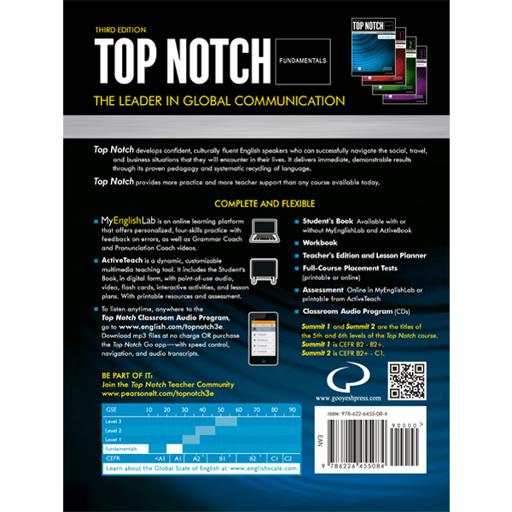 THIRD EDITION
TOP NOTCH
FUNDAMENTALS
THE LEADER IN GLOBAL COMMUNICATION
Top Notch develops confident, culturally fluent English speakers who can successfully navigate the social, travel,
and business situations that they will encounter in their lives. It delivers immediate, demonstrable results
through its proven pedagogy and systematic recycling of language.
Top Notch provides more practice and more teacher support than any course available today.
COMPLETE AND FLEXIBLE
MyEnglishLab is an online learning platform
that offers personalized, four-skills practice with
feedback on errors, as well as Grammar Coach
and Pronunciation Coach videos.
ActiveTeach is a dynamic, customizable
multimedia teaching tool. It includes the Student's
Book, in digital form, with point-of-use audio,
video, flash cards, interactive activities, and lesson
plans. With printable resources and assessment.
To listen anytime, anywhere to the
Top Notch Classroom Audio Program,
go to www.english.com/topnotch3e.
Download mp3 files at no charge OR purchase
the Top Notch Go app—with speed control,
navigation, and audio transcripts.
Student's Book Available with or
without MyEnglishLab and ActiveBook
Workbook
Teacher's Edition and Lesson Planner
Full-Course Placement Tests
(printable or online)
Assessment Online in MyEnglishLab or
printable from ActiveTeach
Classroom Audio Program (CDs)
Summit 1 and Summit 2 are the titles of
the 5th and 6th levels of the Top Notch course.
Summit 1 is CEFR B2 - B2+.
Summit 2 is CEFR B2+ - C1.
BE PART OF IT:
Join the Top Notch Teacher Community
www.pearsonelt.com/topnotch3e
www.gooyeshpress.com
GSE 10 20 30 40 50 60 70 80 90
Level 3
Level 2
Level 1
Fundamentals
CEFR <A1 A1 A2+ B1+ B2+ C1 C2
Learn about the Global Scale of English at www.englishscale.com
ISBN: 978-622-6455-08-4
90000>
EAN
9 786226 455084